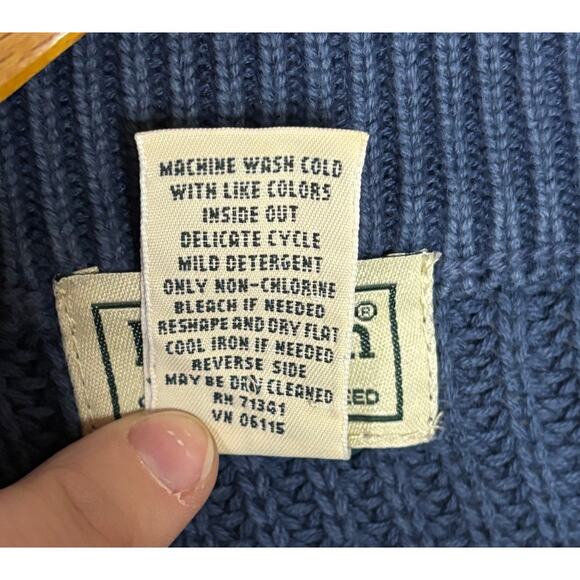 MACHINE WASH COLD
WITH LIKE COLORS
INSIDE OUT
DELICATE CYCLE
MILD DETERGENT
ONLY NON-CHLORINE
BLEACH IF NEEDED
RESHAPE AND DRY FLAT
COOL IRON IF NEEDED
REVERSE SIDE
MAY BE DRY CLEANED
RN 71341
VN 06115
®